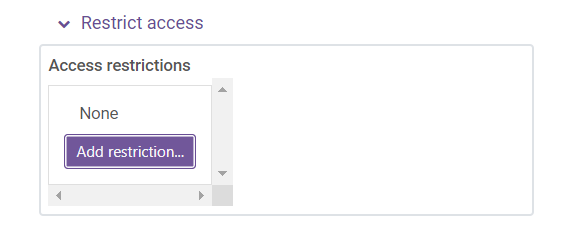 Restrict access
Access restrictions
None
Add restriction...